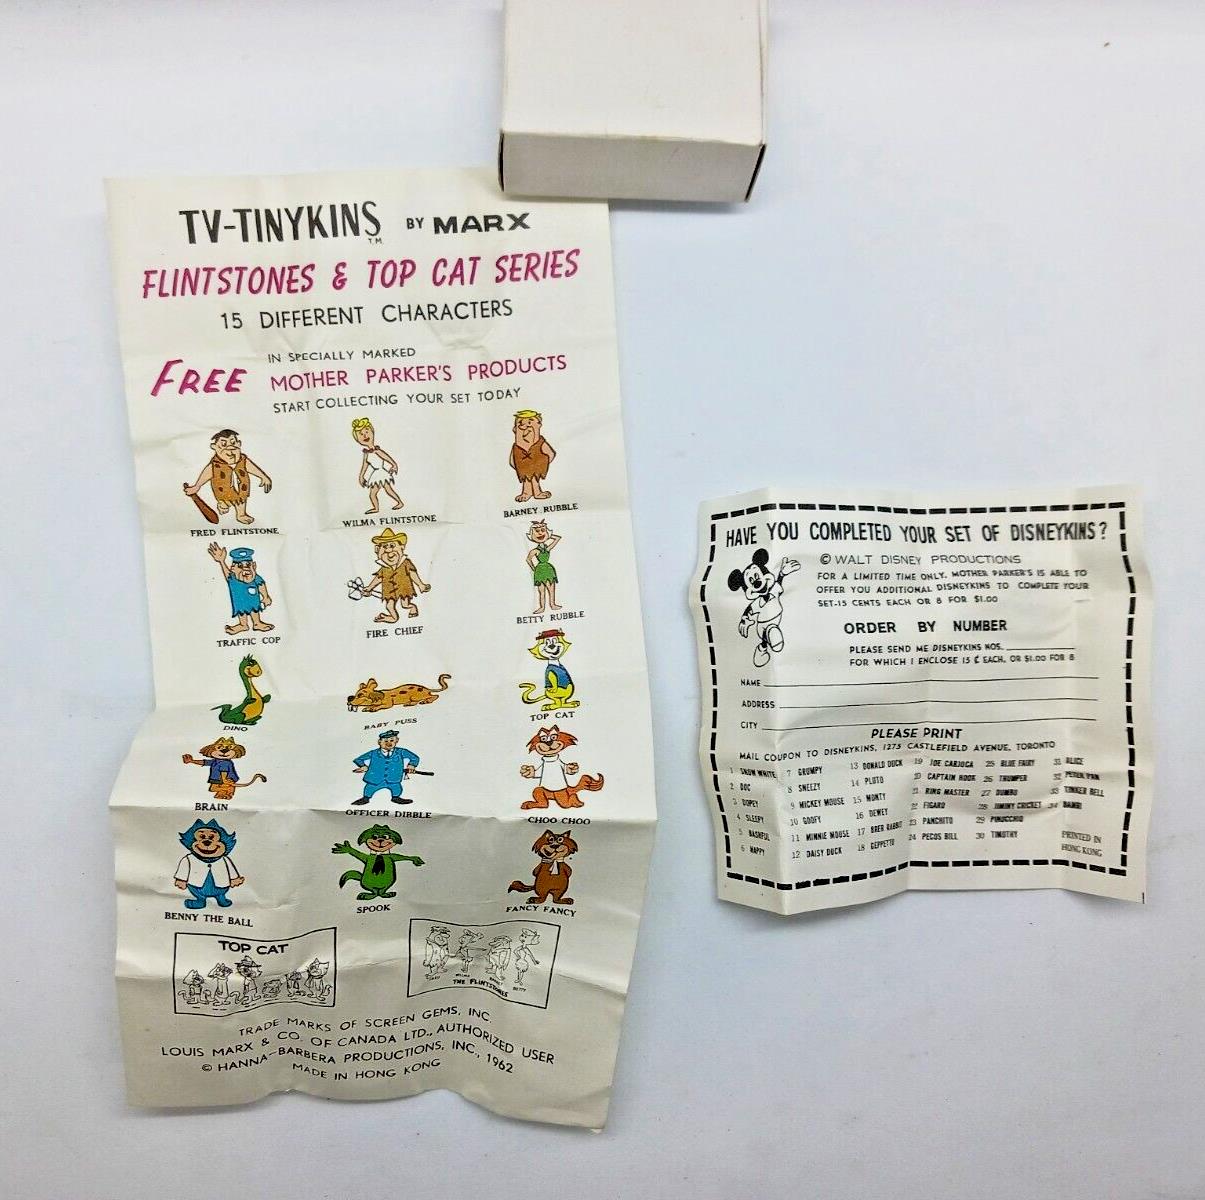 TV-TINYKINS T.M. BY MARX
FLINTSTONES & TOP CAT SERIES
15 DIFFERENT CHARACTERS
IN SPECIALLY MARKED
FREE MOTHER PARKER'S PRODUCTS
START COLLECTING YOUR SET TODAY
FRED FLINTSTONE
WILMA FLINTSTONE
BARNEY RUBBLE
TRAFFIC COP
FIRE CHIEF
BETTY RUBBLE
DINO
BABY PUSS
TOP CAT
BRAIN
OFFICER DIBBLE
CHOO CHOO
BENNY THE BALL
SPOOK
FANCY FANCY
TOP CAT
WILMA
BETTY
THE FLINTSTONES
TRADE MARKS OF SCREEN GEMS, INC.
LOUIS MARX & CO. OF CANADA LTD., AUTHORIZED USER
© HANNA-BARBERA PRODUCTIONS, INC., 1962
MADE IN HONG KONG
HAVE YOU COMPLETED YOUR SET OF DISNEYKINS?
© WALT DISNEY PRODUCTIONS
FOR A LIMITED TIME ONLY, MOTHER PARKER'S IS ABLE TO
OFFER YOU ADDITIONAL DISNEYKINS TO COMPLETE YOUR
SET-15 CENTS EACH OR 8 FOR $1.00
ORDER BY NUMBER
PLEASE SEND ME DISNEYKINS NOS.
FOR WHICH I ENCLOSE 15 ¢ EACH, OR $1.00 FOR 8
NAME
ADDRESS
CITY
PLEASE PRINT
MAIL COUPON TO DISNEYKINS, 1273 CASTLEFIELD AVENUE, TORONTO
1 SNOW WHITE
2 DOC
3 DOPEY
4 SLEEPY
5 BASHFUL
6 HAPPY
7 GRUMPY
8 SNEEZY
9 MICKEY MOUSE
10 GOOFY
11 MINNIE MOUSE
12 DAISY DUCK
13 DONALD DUCK
14 PLUTO
15 MONTY
16 DEWEY
17 BRER RABBIT
18 GEPPETTO
19 JOE CARIOCA
20 CAPTAIN HOOK
21 RING MASTER
22 FIGARO
23 PANCHITO
24 PECOS BILL
25 BLUE FAIRY
26 THUMPER
27 DUMBO
28 JIMINY CRICKET
29 PINOCCHIO
30 TIMOTHY
31 ALICE
32 PETER PAN
33 TINKER BELL
34 BAMBI
PRINTED IN
HONG KONG